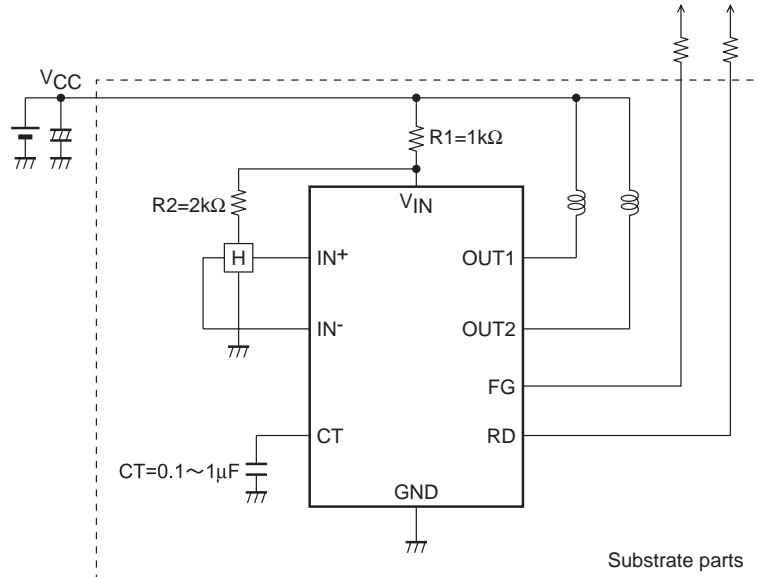 VCC
R1=1kΩ
R2=2kΩ
VIN
H
IN+
OUT1
IN-
OUT2
FG
CT
RD
CT=0.1～1μF
GND
Substrate parts